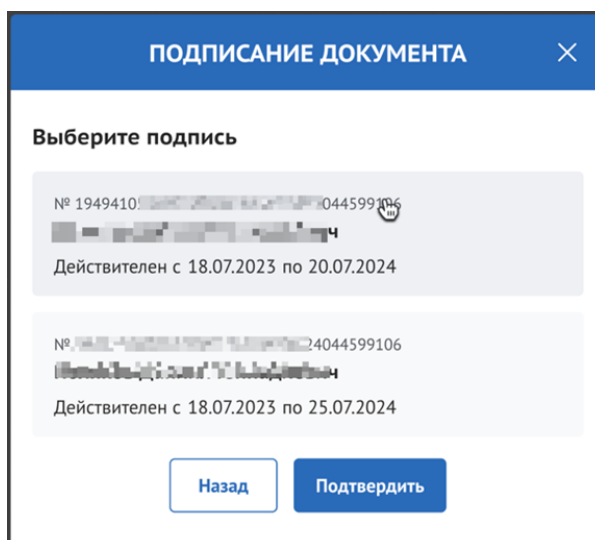 ПОДПИСАНИЕ ДОКУМЕНТА
Выберите подпись
№ 1949410 044599106
Действителен с 18.07.2023 по 20.07.2024
№ 24044599106
Действителен с 18.07.2023 по 25.07.2024
Назад
Подтвердить